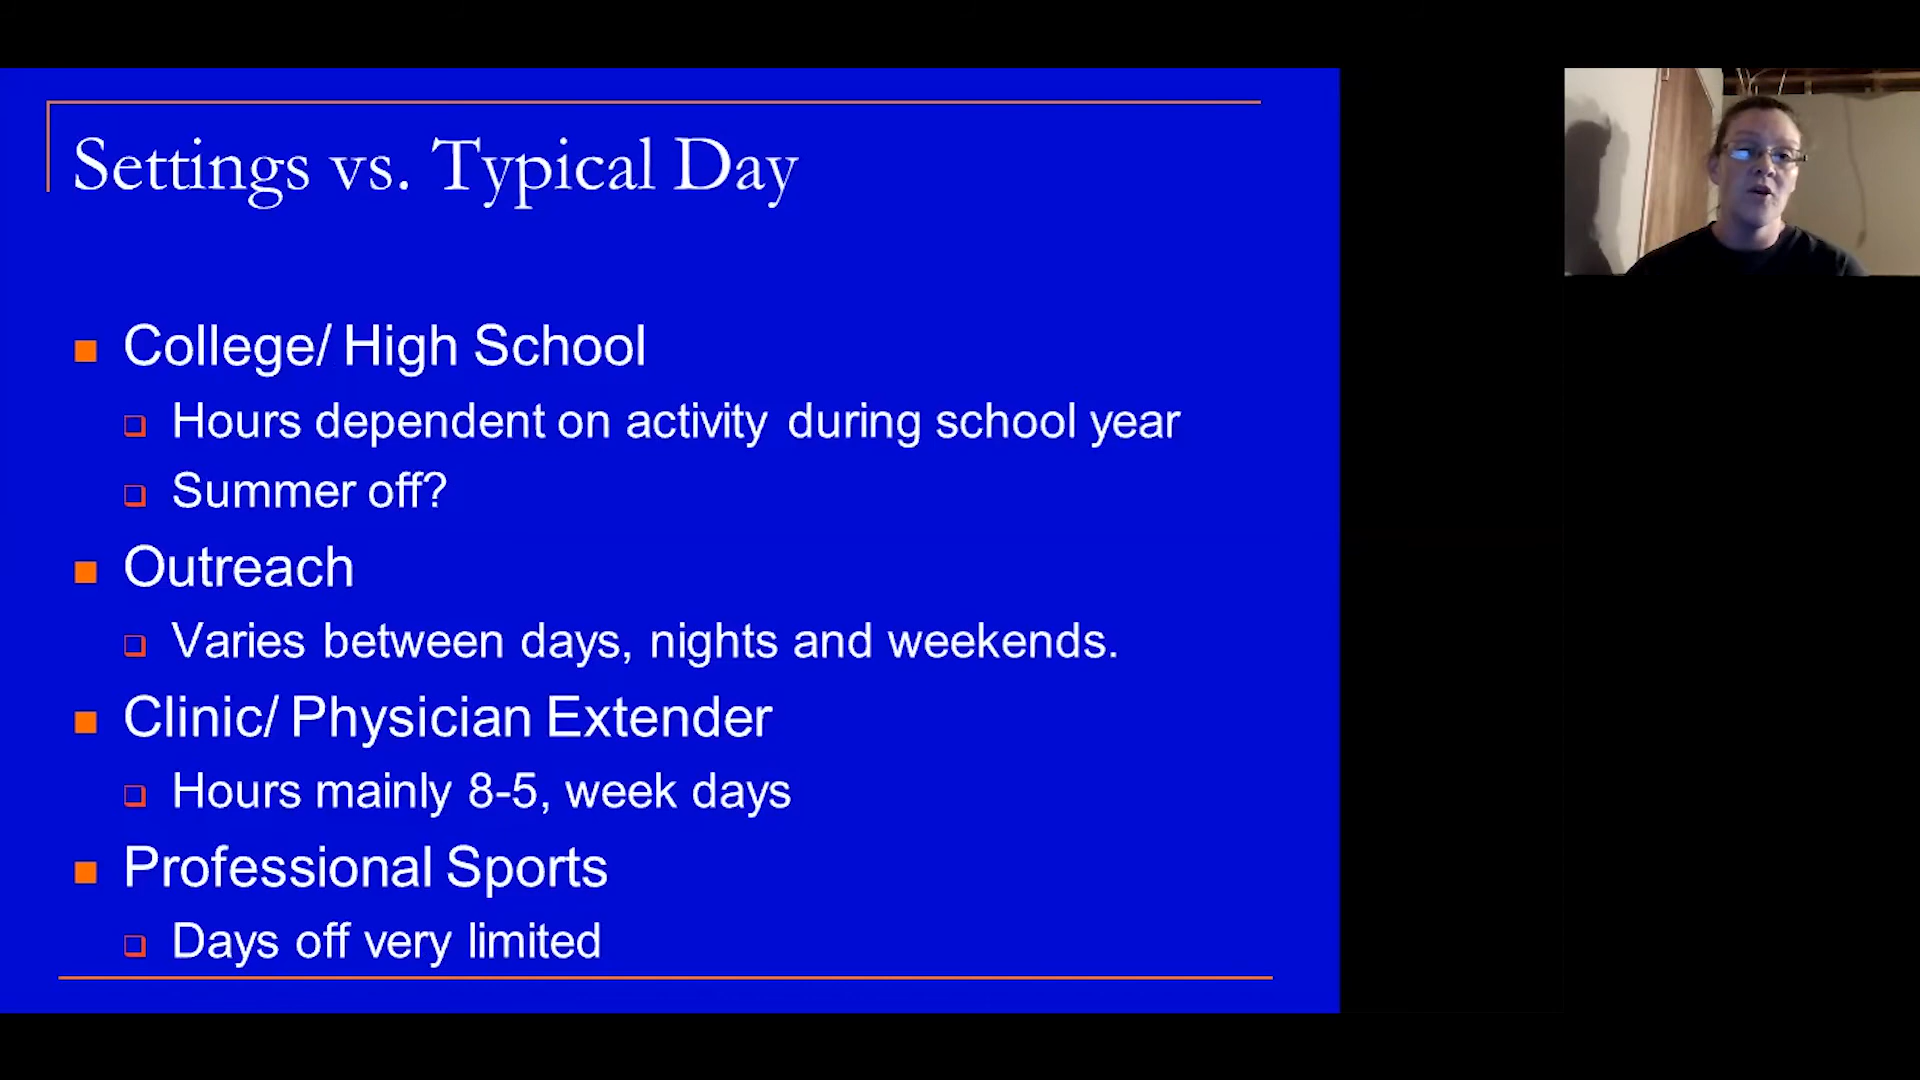 Settings vs. Typical Day
College/ High School
Hours dependent on activity during school year
Summer off?
Outreach
Varies between days, nights and weekends.
Clinic/ Physician Extender
Hours mainly 8-5, week days
Professional Sports
Days off very limited